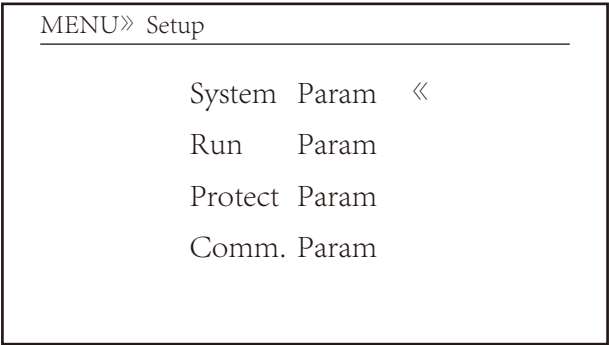 MENU» Setup
System Param «
Run Param
Protect Param
Comm. Param